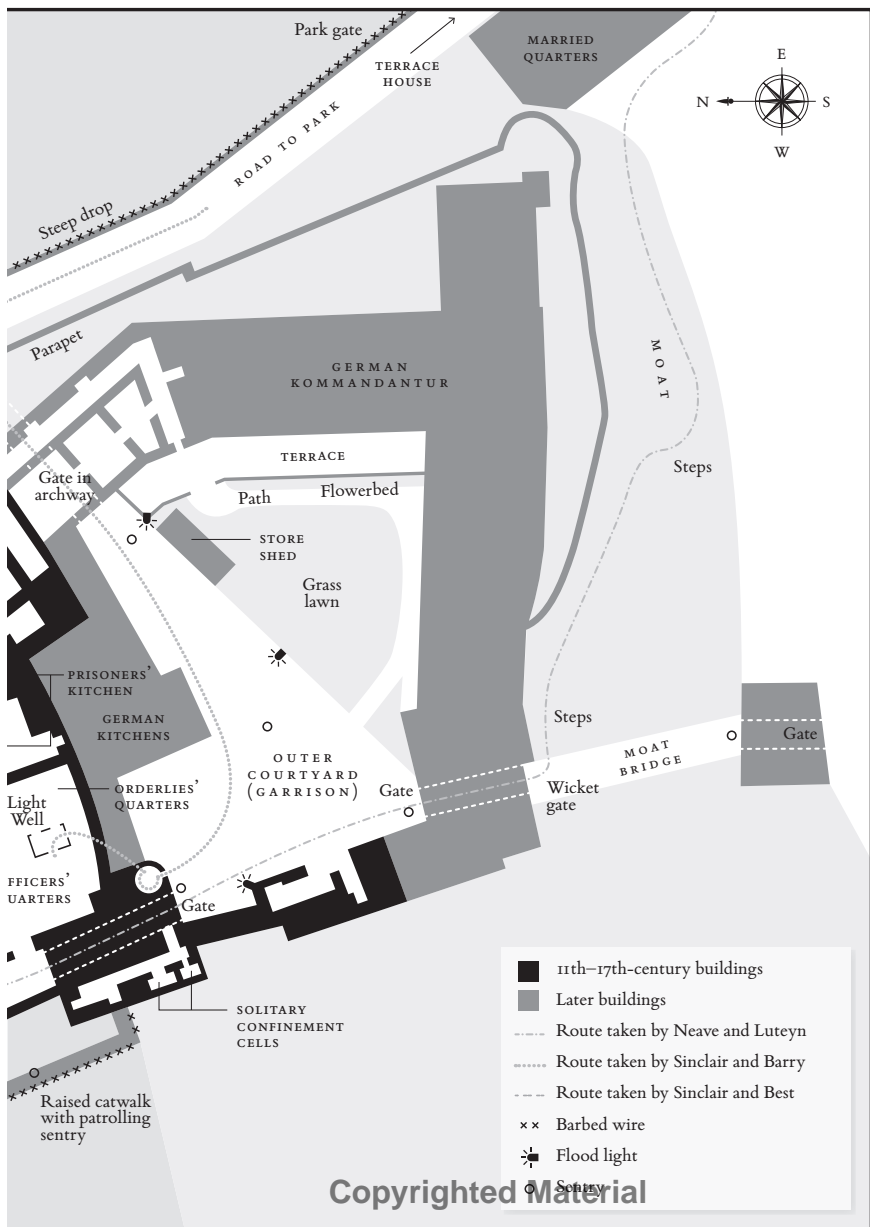 Park gate
TERRACE
HOUSE
MARRIED
QUARTERS
E
N
S
W
ROAD TO PARK
Steep drop
Parapet
GERMAN
KOMMANDANTUR
MOAT
TERRACE
Steps
Gate in
archway
Path
Flowerbed
STORE
SHED
Grass
lawn
PRISONERS’
KITCHEN
GERMAN
KITCHENS
Steps
Gate
MOAT
BRIDGE
OUTER
COURTYARD
(GARRISON)
Gate
Wicket
gate
ORDERLIES’
QUARTERS
Light
Well
FFICERS’
UARTERS
Gate
SOLITARY
CONFINEMENT
CELLS
Raised catwalk
with patrolling
sentry
11th–17th-century buildings
Later buildings
Route taken by Neave and Luteyn
Route taken by Sinclair and Barry
Route taken by Sinclair and Best
Barbed wire
Flood light
Sentry
Copyrighted Material